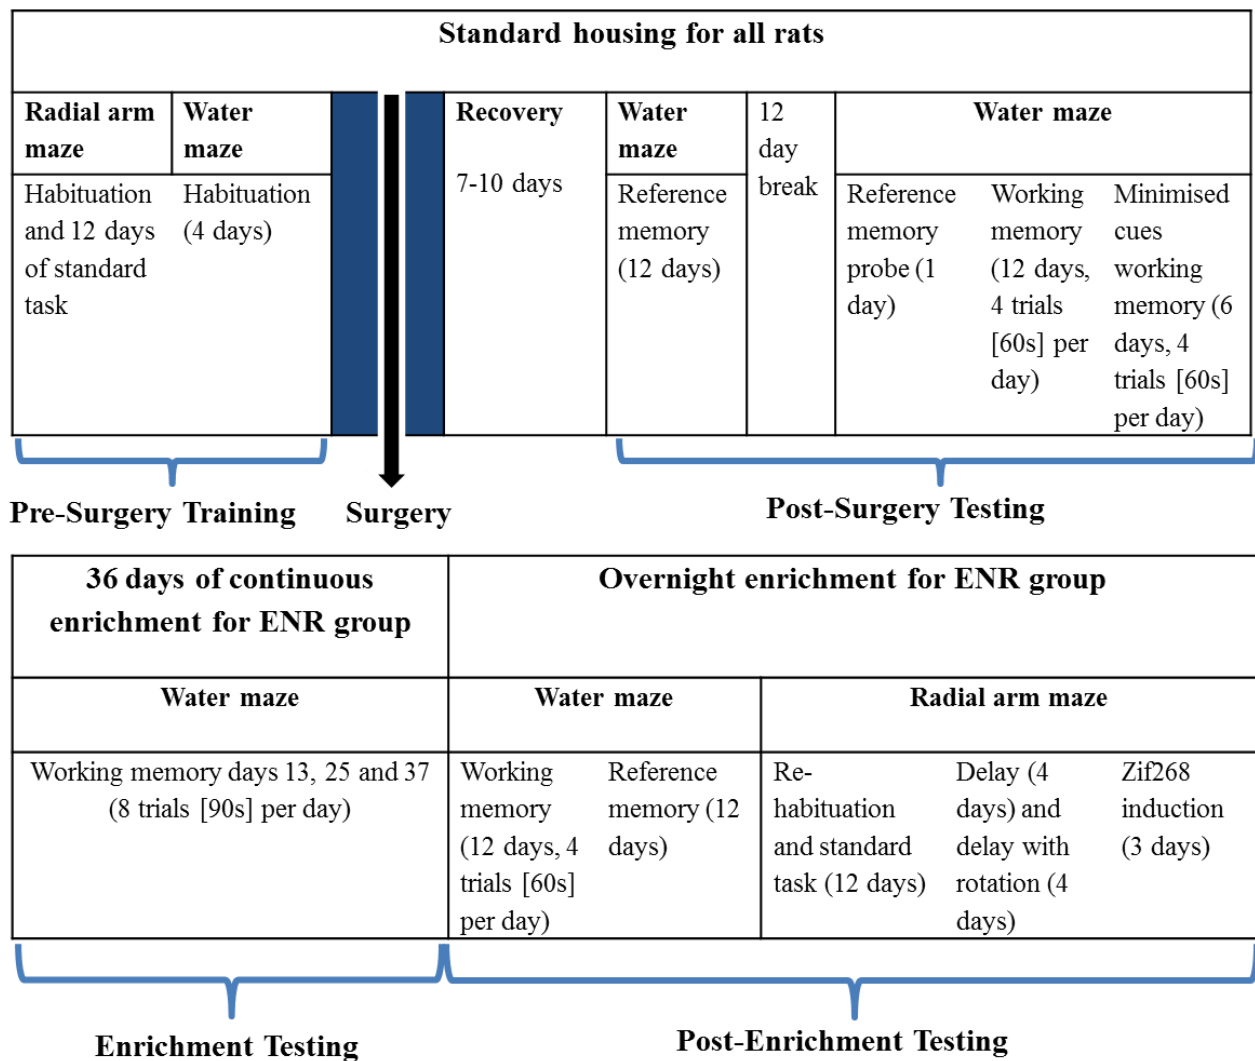 Standard housing for all rats
Radial arm
maze
Water
maze
Recovery
7-10 days
Water
maze
12
day
break
Water maze
Habituation
and 12 days
of standard
task
Habituation
(4 days)
Reference
memory
(12 days)
Reference
memory
probe (1
day)
Working
memory
(12 days,
4 trials
[60s] per
day)
Minimised
cues
working
memory (6
days, 4
trials [60s]
per day)
Pre-Surgery Training
Surgery
Post-Surgery Testing
36 days of continuous
enrichment for ENR group
Overnight enrichment for ENR group
Water maze
Water maze
Radial arm maze
Working memory days 13, 25 and 37
(8 trials [90s] per day)
Working
memory
(12 days, 4
trials [60s]
per day)
Reference
memory (12
days)
Re-
habituation
and standard
task (12 days)
Delay (4
days) and
delay with
rotation (4
days)
Zif268
induction
(3 days)
Enrichment Testing
Post-Enrichment Testing